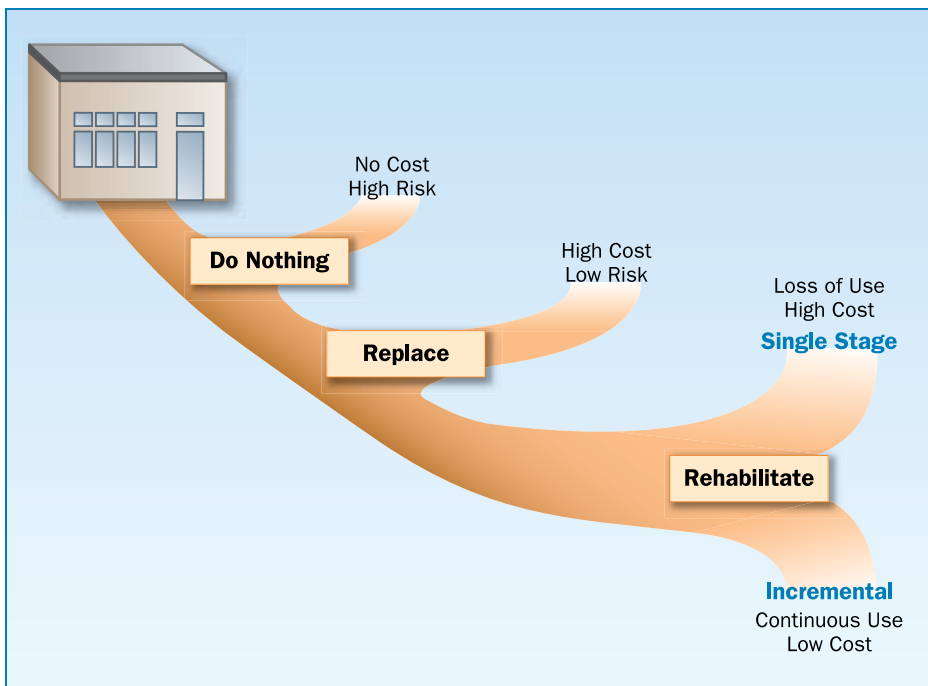 No Cost
High Risk
Do Nothing
High Cost
Low Risk
Replace
Loss of Use
High Cost
Single Stage
Rehabilitate
Incremental
Continuous Use
Low Cost